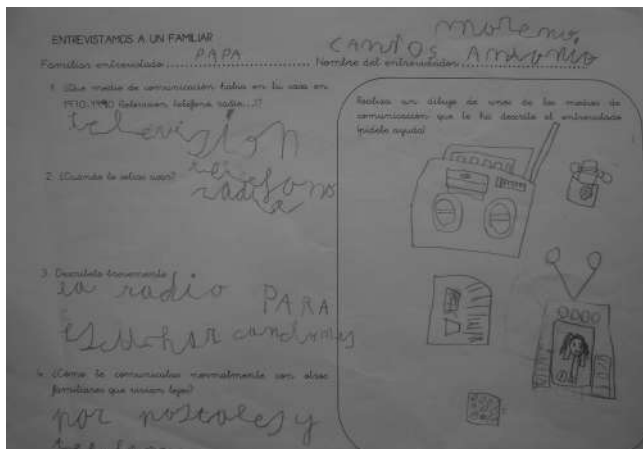 ENTREVISTAMOS A UN FAMILIAR
Familiar entrevistado PAPA
Nombre del entrevistador moreno,
cantos Antonio
1. ¿Qué medio de comunicación había en tu casa en
1970-1990 (televisión, teléfono, radio...)?
television
telefono
radio
2. ¿Cuándo lo solías usar?
3. Descríbelo brevemente
la radio PARA
escuchar canciones
4. ¿Cómo te comunicabas normalmente con otros
familiares que vivían lejos?
por postales y
Realiza un dibujo de unos de los medios de
comunicación que te ha descrito el entrevistado
(pídele ayuda)